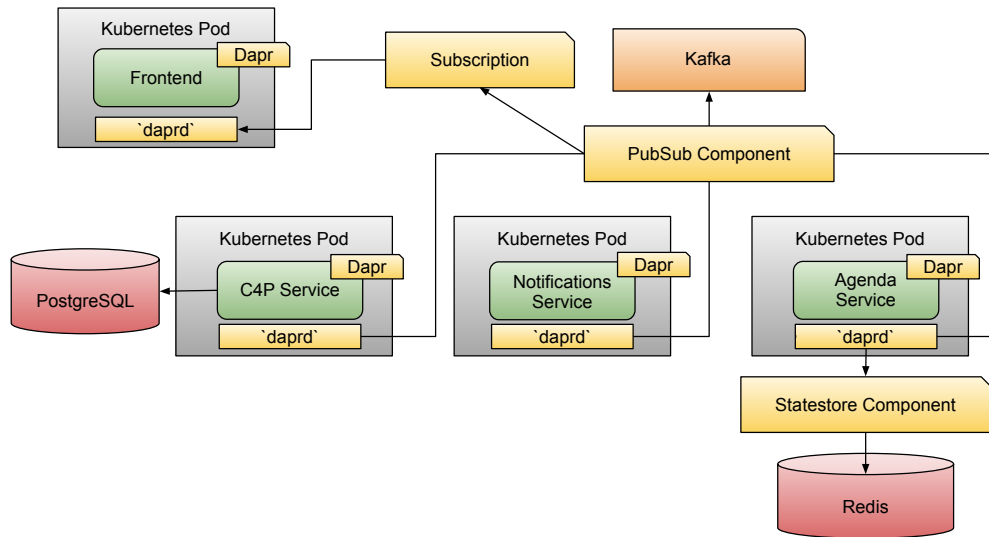 Kubernetes Pod
Dapr
Frontend
`daprd`
Subscription
Kafka
PubSub Component
Kubernetes Pod
Dapr
C4P Service
`daprd`
PostgreSQL
Kubernetes Pod
Dapr
Notifications
Service
`daprd`
Kubernetes Pod
Dapr
Agenda
Service
`daprd`
Statestore Component
Redis